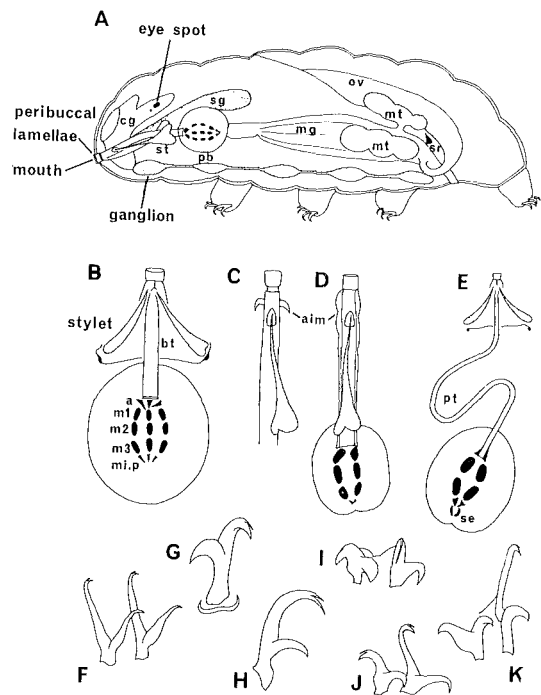 A
eye spot
peribuccal
lamellae
mouth
cg
sg
st
pb
mg
ov
mt
mt
sr
ganglion
B
C
D
E
stylet
bt
aim
pt
a
m1
m2
m3
mi.p
se
G
I
F
H
J
K